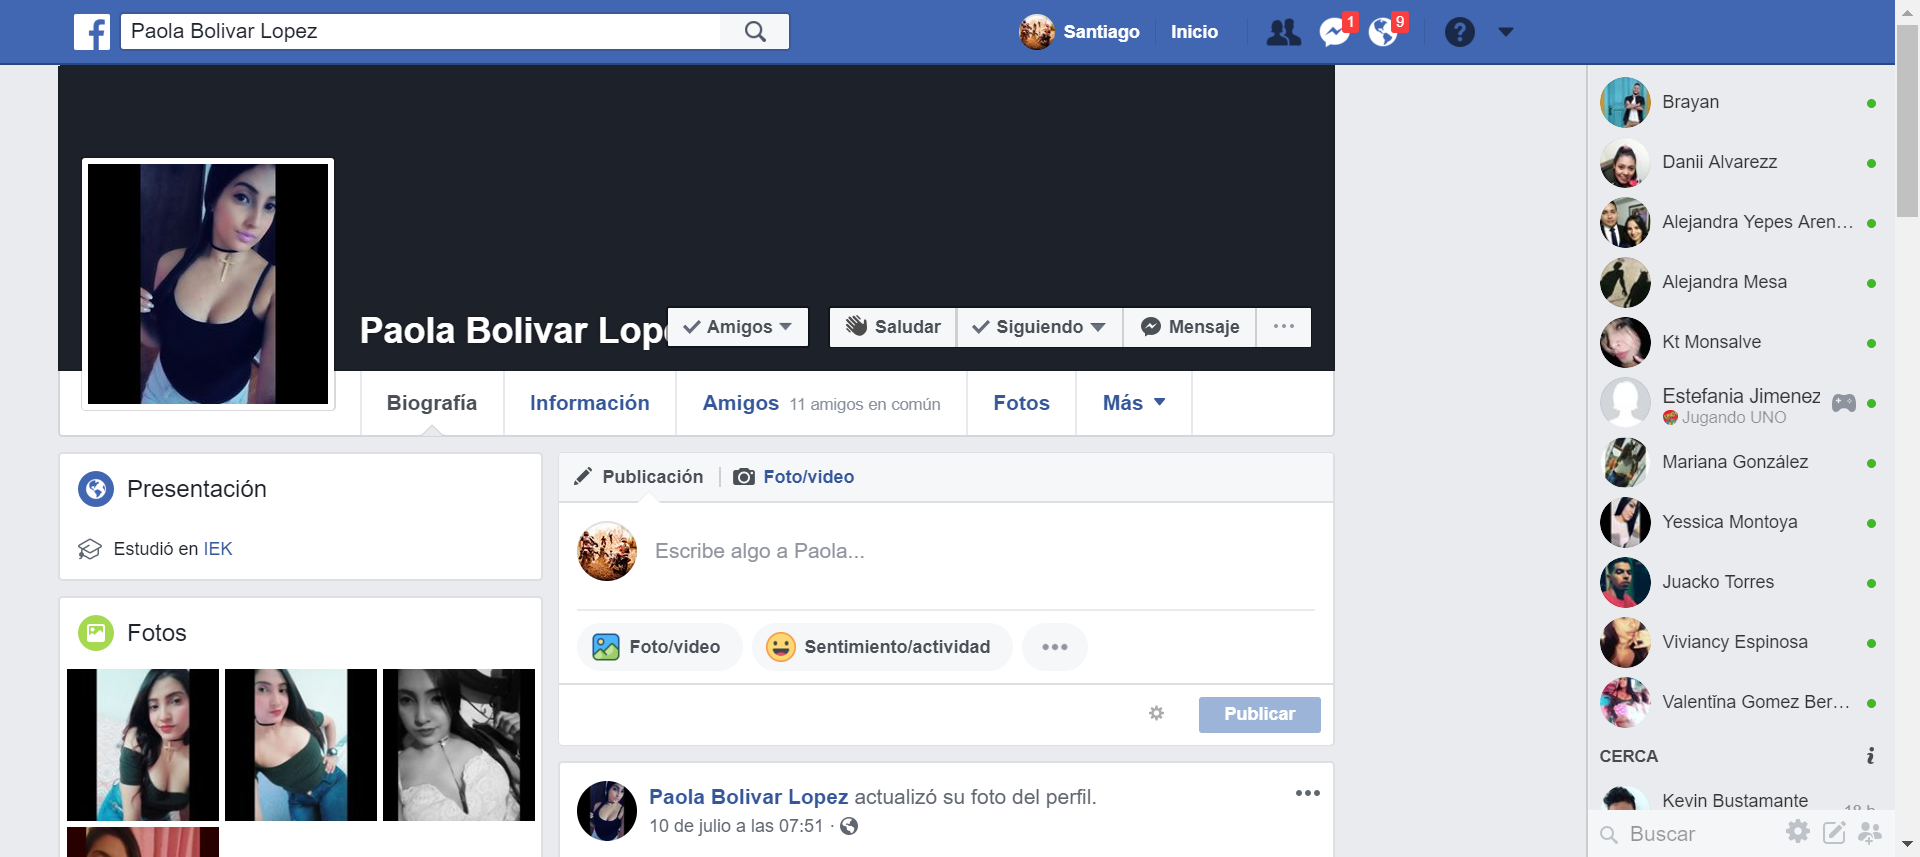 Paola Bolivar Lopez
Santiago
Inicio
1
9
?
Paola Bolivar Lop
Amigos
Saludar
Siguiendo
Mensaje
Biografía
Información
Amigos 11 amigos en común
Fotos
Más
Presentación
Estudió en IEK
Fotos
Publicación
Foto/video
Escribe algo a Paola...
Foto/video
Sentimiento/actividad
Publicar
Paola Bolivar Lopez actualizó su foto del perfil.
10 de julio a las 07:51 ·
Brayan
Danii Alvarezz
Alejandra Yepes Aren...
Alejandra Mesa
Kt Monsalve
Estefania Jimenez
Jugando UNO
Mariana González
Yessica Montoya
Juacko Torres
Viviancy Espinosa
Valentĭna Gomez Ber...
CERCA
Kevin Bustamante
18 h
Buscar